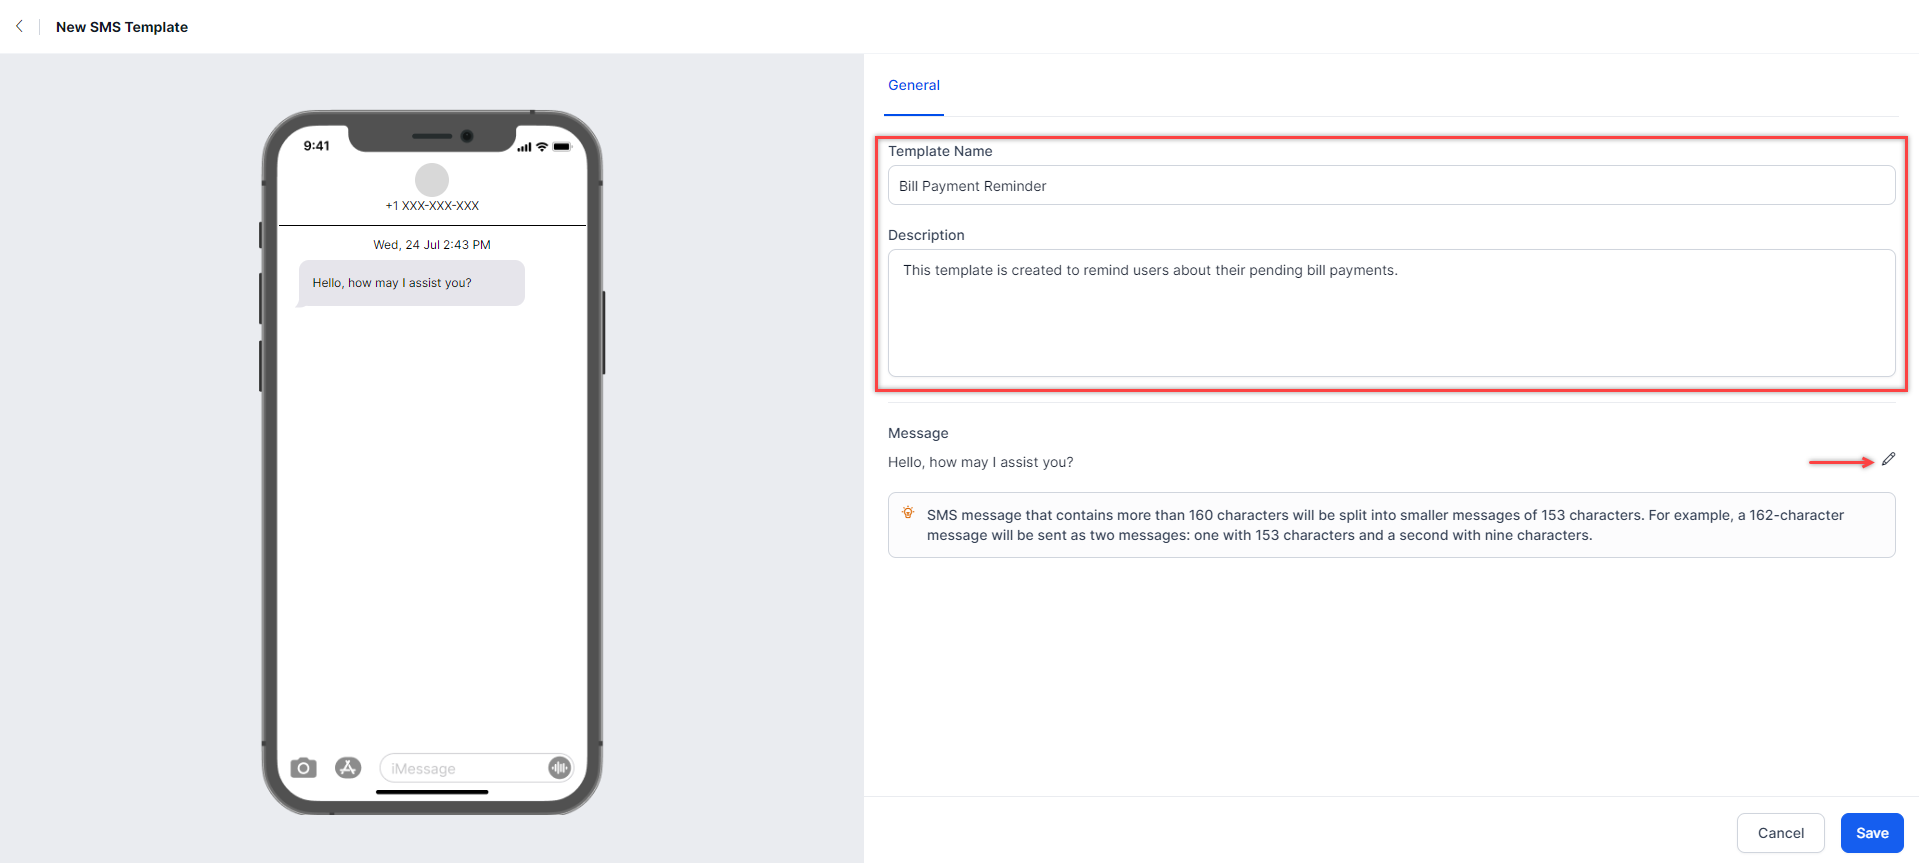 New SMS Template
9:41
+1 XXX-XXX-XXX
Wed, 24 Jul 2:43 PM
Hello, how may I assist you?
iMessage
General
Template Name
Bill Payment Reminder
Description
This template is created to remind users about their pending bill payments.
Message
Hello, how may I assist you?
SMS message that contains more than 160 characters will be split into smaller messages of 153 characters. For example, a 162-character
message will be sent as two messages: one with 153 characters and a second with nine characters.
Cancel
Save